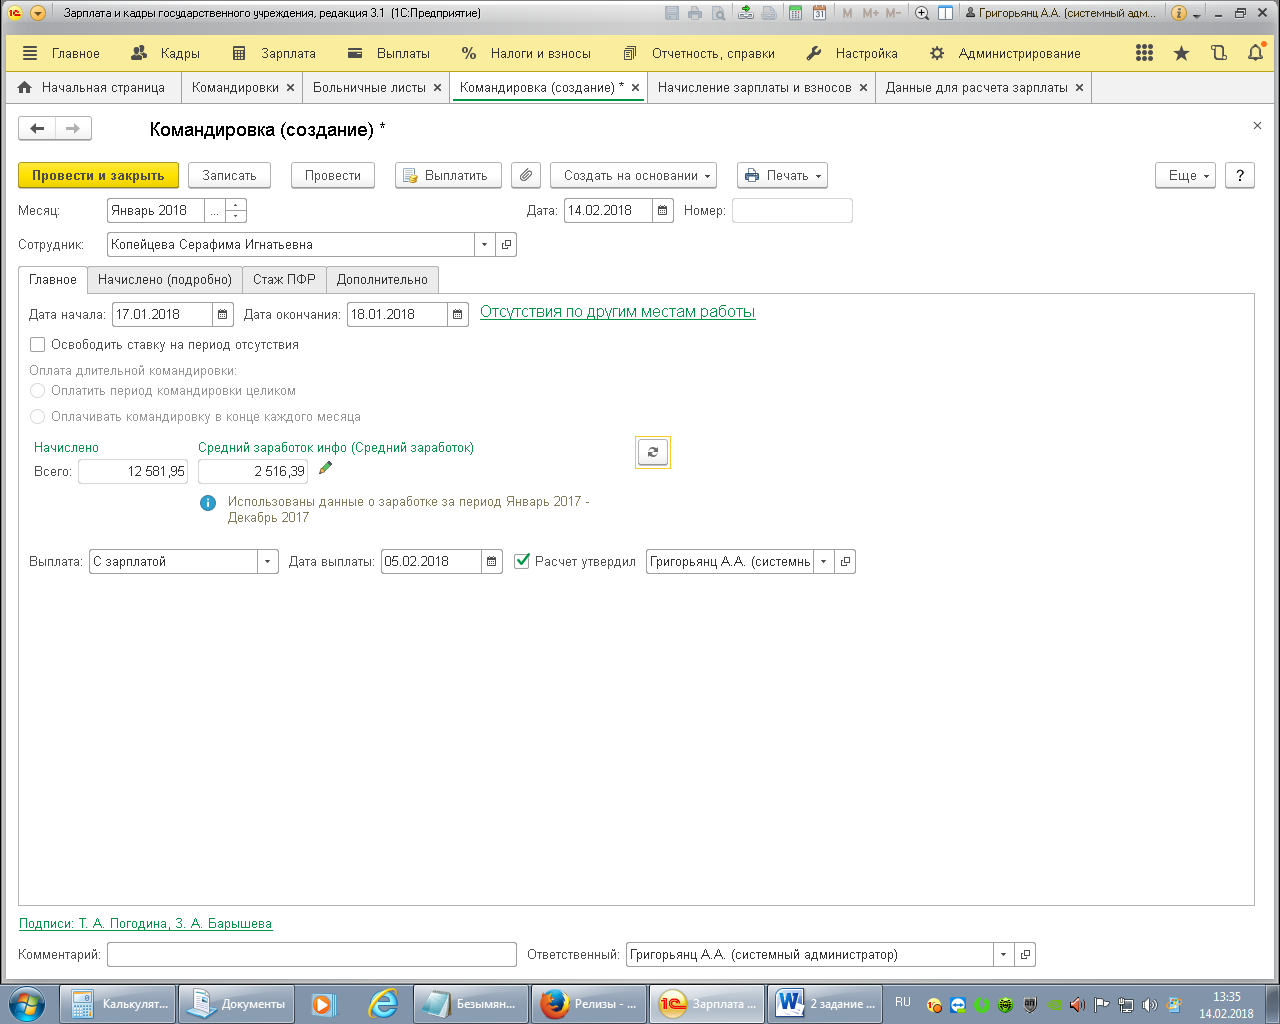 Зарплата и кадры государственного учреждения, редакция 3.1 (1С:Предприятие)
M M+ M-
Григорьянц А.А. (системный адм...
Главное Кадры Зарплата Выплаты Налоги и взносы Отчетность, справки Настройка Администрирование
Начальная страница Командировки × Больничные листы × Командировка (создание) * × Начисление зарплаты и взносов × Данные для расчета зарплаты ×
Командировка (создание) *
Провести и закрыть Записать Провести Выплатить Создать на основании Печать Еще ?
Месяц: Январь 2018 ... Дата: 14.02.2018 Номер:
Сотрудник: Копейцева Серафима Игнатьевна
Главное Начислено (подробно) Стаж ПФР Дополнительно
Дата начала: 17.01.2018 Дата окончания: 18.01.2018 Отсутствия по другим местам работы
Освободить ставку на период отсутствия
Оплата длительной командировки:
Оплатить период командировки целиком
Оплачивать командировку в конце каждого месяца
Начислено Средний заработок инфо (Средний заработок)
Всего: 12 581,95 2 516,39
Использованы данные о заработке за период Январь 2017 -
Декабрь 2017
Выплата: С зарплатой Дата выплаты: 05.02.2018 Расчет утвердил Григорьянц А.А. (системнь
Подписи: Т. А. Погодина, З. А. Барышева
Комментарий: Ответственный: Григорьянц А.А. (системный администратор)
Калькулят... Документы Безымян... Релизы - ... Зарплата ... 2 задание ... RU 13:35
14.02.2018